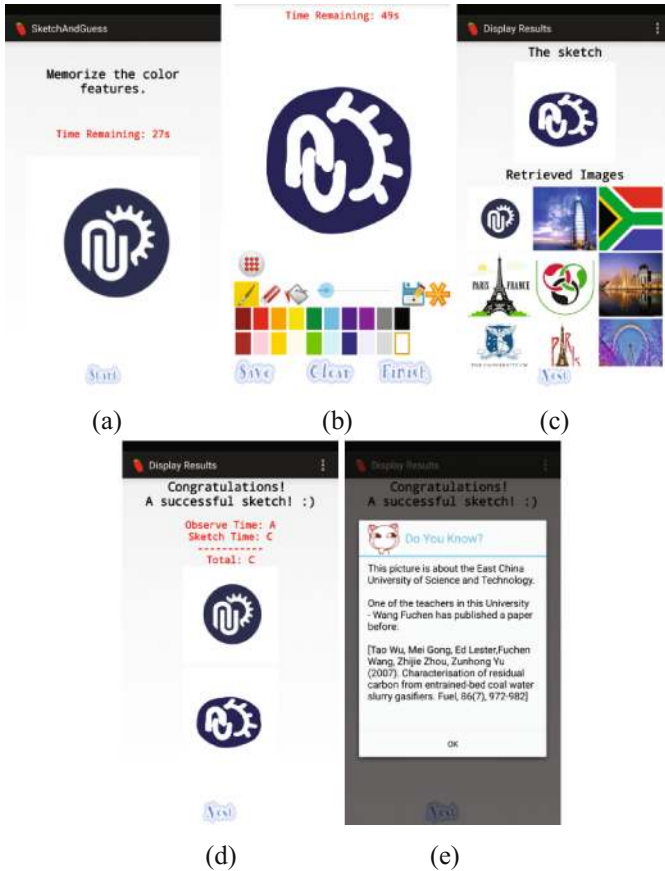 SketchAndGuess
Memorize the color
features.
Time Remaining: 27s
Start
(a)
Time Remaining: 49s
Save Clear Finish
(b)
Display Results
The sketch
Retrieved Images
PARIS FRANCE
PARIS
THE UNIVERSITY OF
Next
(c)
Display Results
Congratulations!
A successful sketch! :)
Observe Time: A
Sketch Time: C
-----------
Total: C
Next
(d)
Display Results
Congratulations!
A successful sketch! :)
Do You Know?
This picture is about the East China
University of Science and Technology.
One of the teachers in this University
- Wang Fuchen has published a paper
before:
[Tao Wu, Mei Gong, Ed Lester,Fuchen
Wang, Zhijie Zhou, Zunhong Yu
(2007). Characterisation of residual
carbon from entrained-bed coal water
slurry gasifiers. Fuel, 86(7), 972-982]
OK
Next
(e)